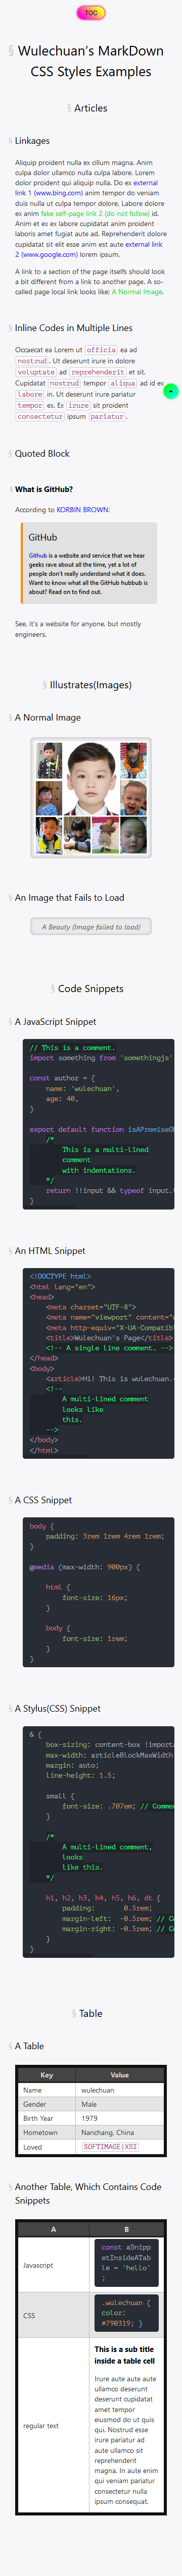 TOC
§ Wulechuan's MarkDown
CSS Styles Examples
§ Articles
§ Linkages
Aliquip proident nulla ex cillum magna. Anim
culpa dolor ullamco nulla culpa labore. Lorem
dolor proident qui aliquip nulla. Do ex external
link 1 (www.bing.com) anim tempor do veniam
duis nulla ut culpa tempor dolore. Labore dolore
ex anim fake self-page link 2 (do not follow) id.
Anim et ex ex labore cupidatat anim proident
laboris amet fugiat aute ad. Reprehenderit dolore
cupidatat sit elit esse anim est aute external link
2 (www.google.com) lorem ipsum.
A link to a section of the page itself should look
a bit different from a link to another page. A so-
called page local link looks like: A Normal Image.
§ Inline Codes in Multiple Lines
Occaecat ea Lorem ut officia ea ad
nostrud. Ut deserunt irure in dolore
voluptate ad reprehenderit et sit.
Cupidatat nostrud tempor aliqua ad id ex
labore in. Ut deserunt irure pariatur
tempor ex. Ex irure sit proident
consectetur ipsum pariatur.
§ Quoted Block
§ What is GitHub?
According to KORBIN BROWN:
GitHub
Github is a website and service that we hear
geeks rave about all the time, yet a lot of
people don't really understand what it does.
Want to know what all the GitHub hubbub is
about? Read on to find out.
See, it's a website for anyone, but mostly
engineers.
§ Illustrates(Images)
§ A Normal Image
§ An Image that Fails to Load
A Beauty (Image failed to load)
§ Code Snippets
§ A JavaScript Snippet
// This is a comment.
import something from 'somethingjs'
const author = {
name: 'wulechuan',
age: 40,
}
export default function isAPromiseO
/*
This is a multi-lined
comment
with indentations.
*/
return !!input && typeof input.
}
§ An HTML Snippet
<!DOCTYPE html>
<html lang="en">
<head>
<meta charset="UTF-8">
<meta name="viewport" content="
<meta http-equiv="X-UA-Compatibl
<title>Wulechuan's Page</title>
<!-- A single line comment. -->
</head>
<body>
<article>Hi! This is wulechuan.
<!--
A multi-lined comment
looks like
this.
-->
</body>
</html>
§ A CSS Snippet
body {
padding: 3rem 1rem 4rem 1rem;
}
@media (max-width: 900px) {
html {
font-size: 16px;
}
body {
font-size: 1rem;
}
}
§ A Stylus(CSS) Snippet
& {
box-sizing: content-box !importa
max-width: articleBlockMaxWidth
margin: auto;
line-height: 1.5;
small {
font-size: .707em; // Comme
}
/*
A multi-lined comment,
looks
like this.
*/
h1, h2, h3, h4, h5, h6, dt {
padding: 0.5rem;
margin-left: -0.5rem; // C
margin-right: -0.5rem; // C
}
}
§ Table
§ A Table
Key Value
Name wulechuan
Gender Male
Birth Year 1979
Hometown Nanchang, China
Loved SOFTIMAGE|XSI
§ Another Table, Which Contains Code
Snippets
A B
Javascript const aSnipp
etInsideATab
le = 'hello'
;
CSS .wulechuan {
color:
#790319; }
regular text This is a sub title
inside a table cell
Irure aute aute aute
ullamco deserunt
deserunt cupidatat
amet tempor
eiusmod do ut quis
qui. Nostrud esse
irure pariatur ad
aute ullamco sit
reprehenderit
magna. In aute enim
qui veniam pariatur
consectetur nulla
ipsum consequat.